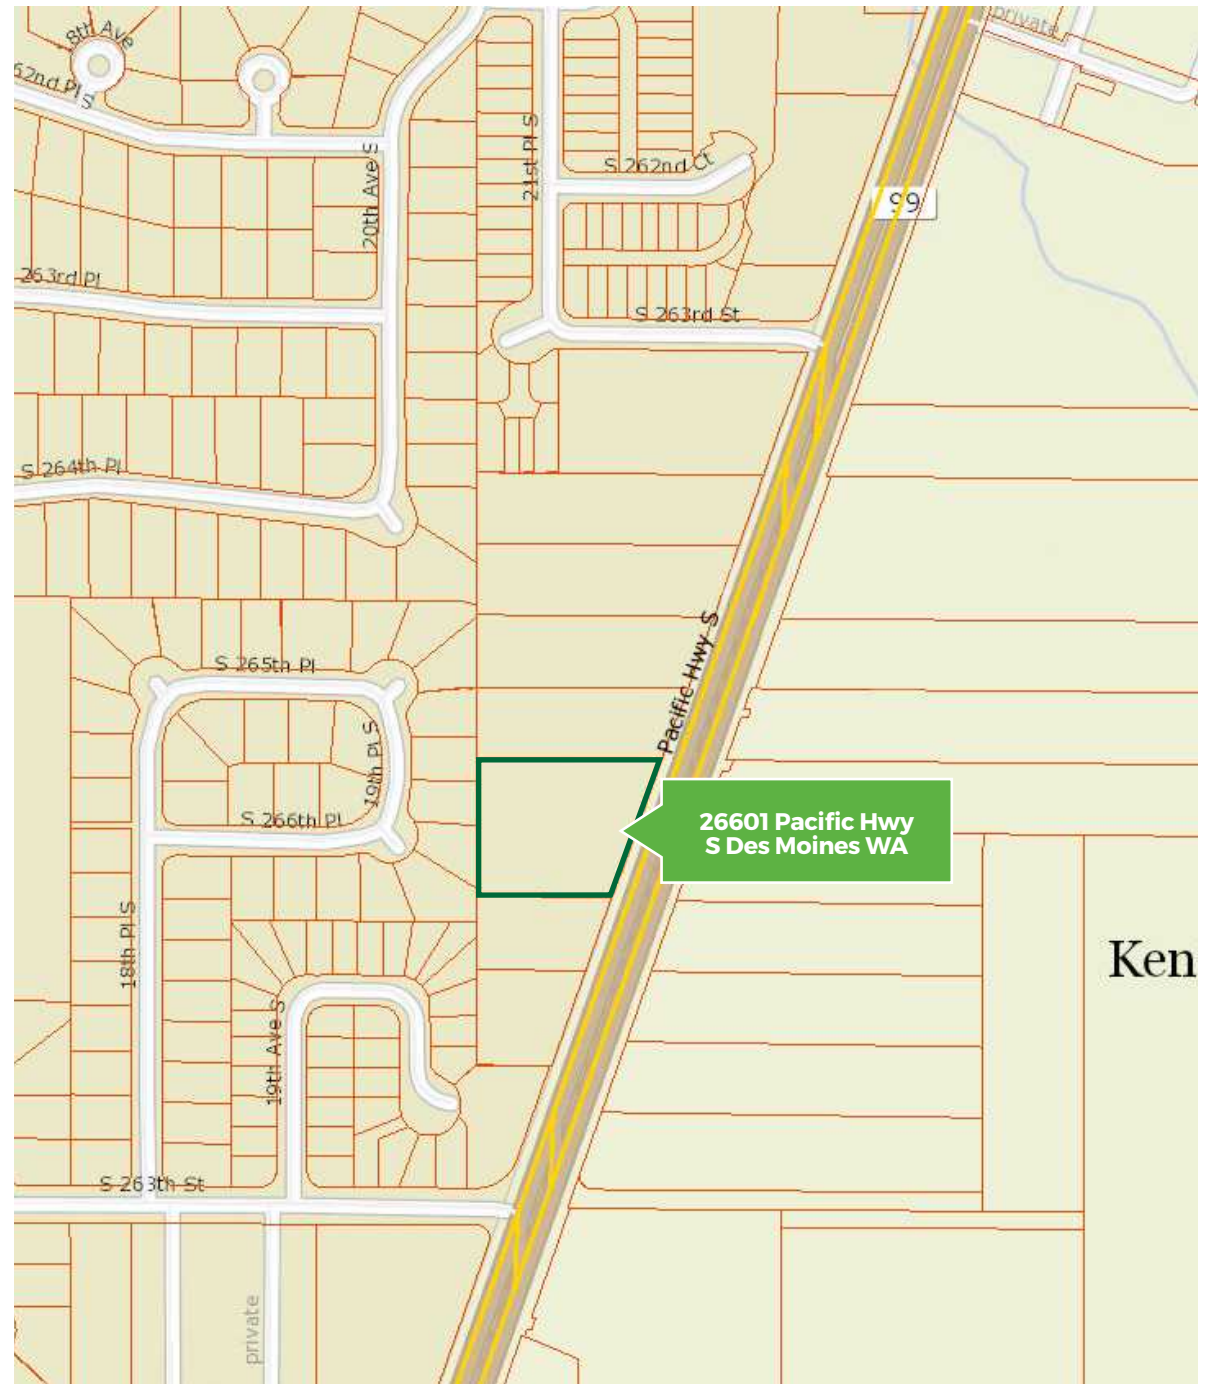 18th Ave
private
62nd Pl S
20th Ave S
21st Pl S
S 262nd Ct
99
263rd Pl
S 263rd St
S 264th Pl
Pacific Hwy S
S 265th Pl
19th Pl S
S 266th Pl
26601 Pacific Hwy
S Des Moines WA
18th Pl S
Ken
19th Ave S
S 268th St
private